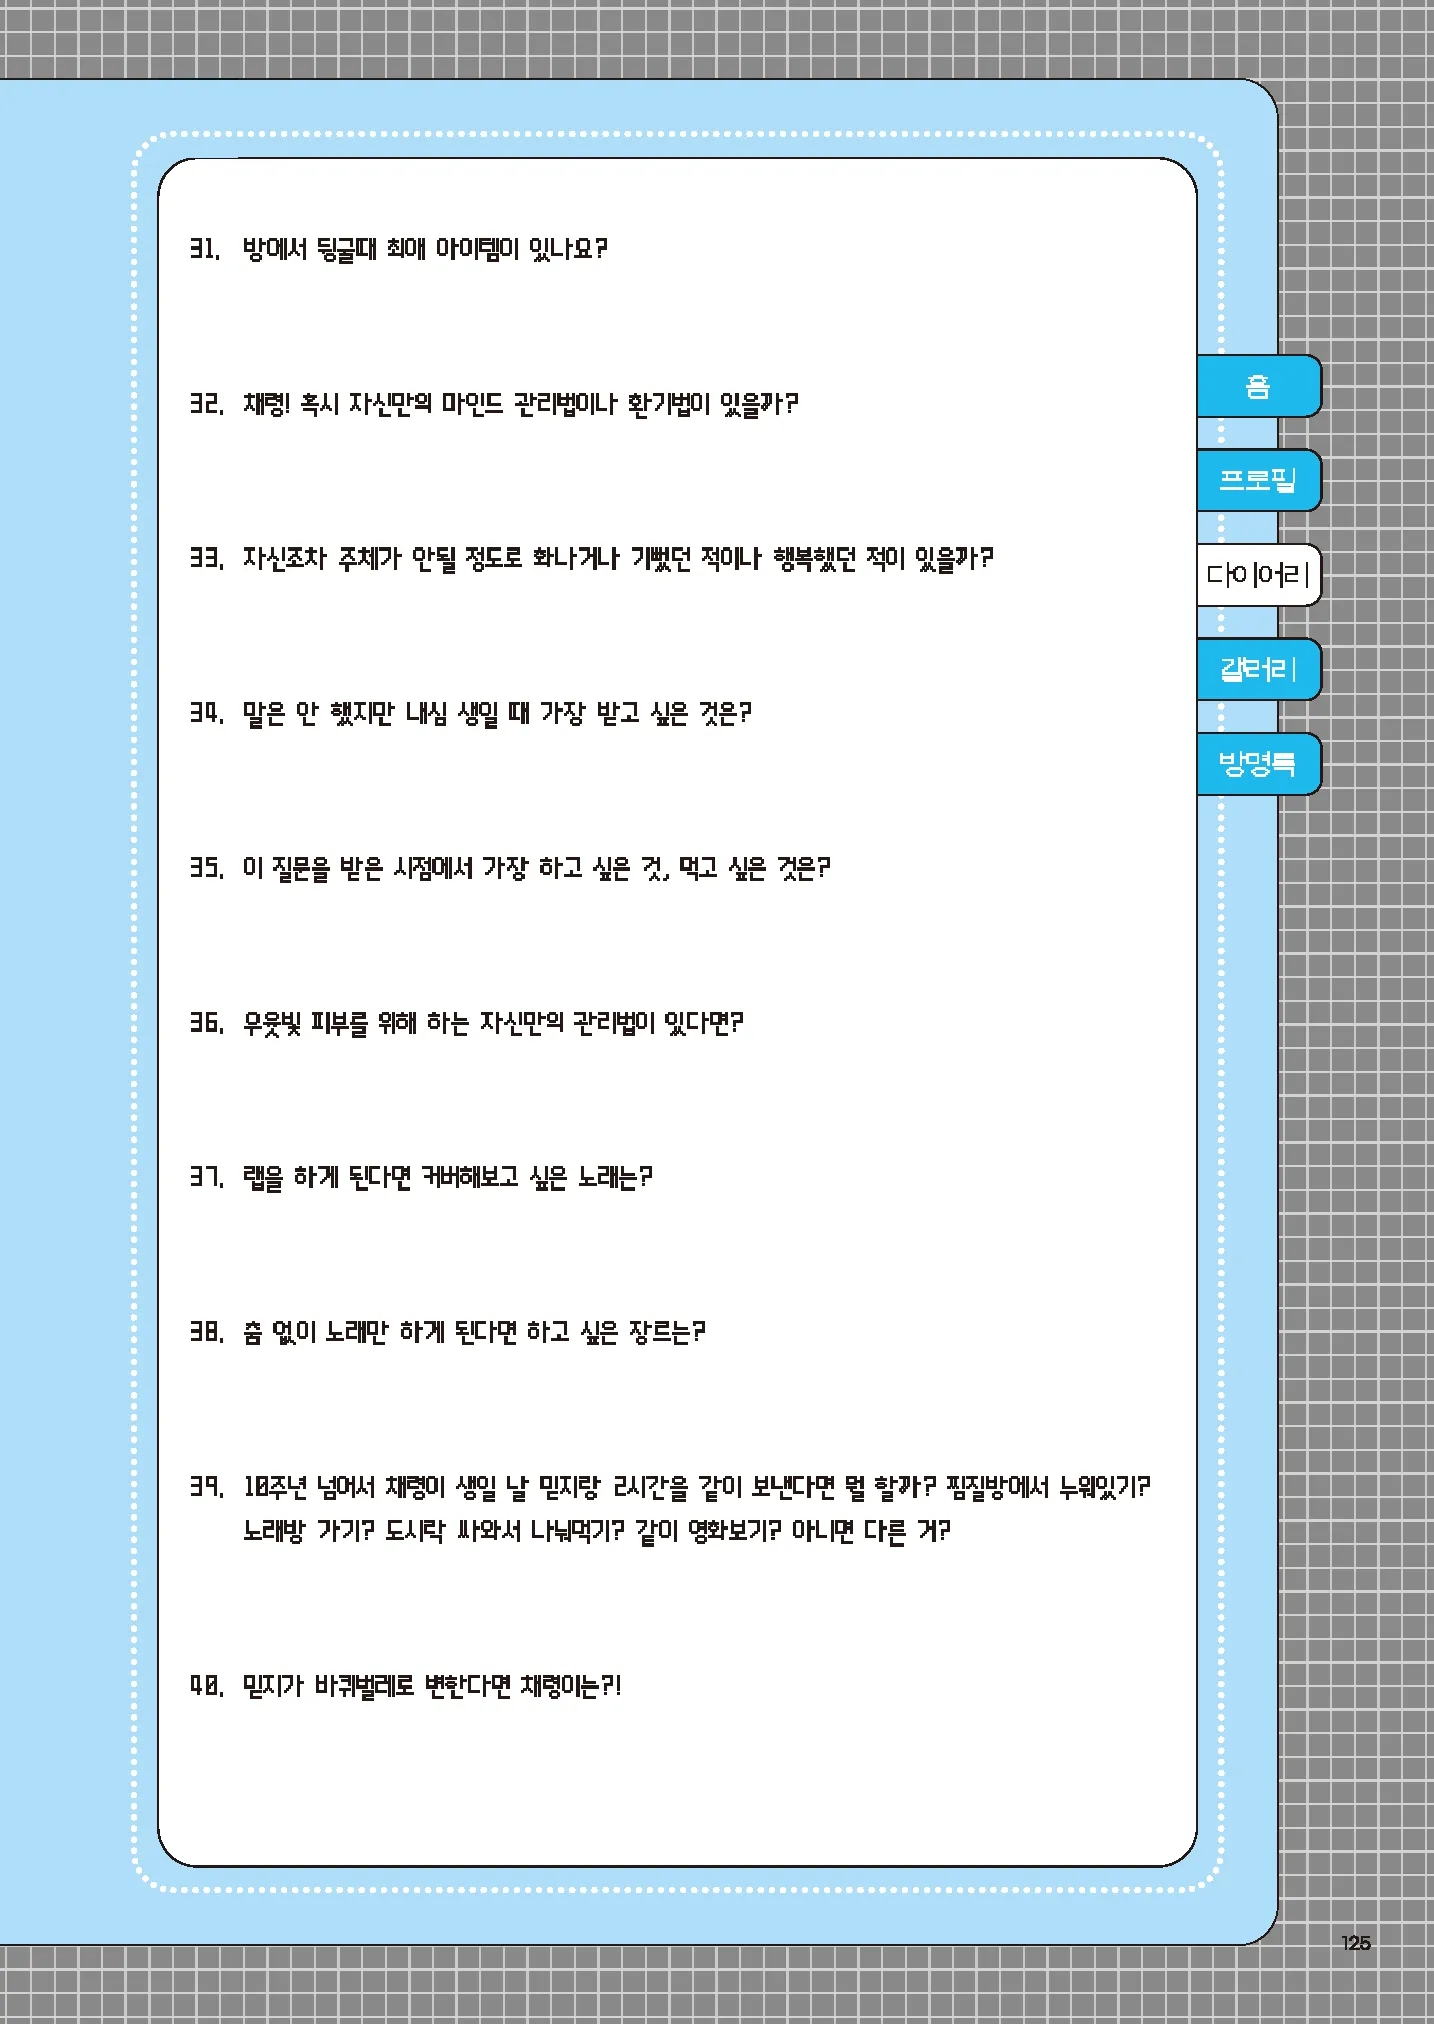 31. 방에서 뒹굴때 최애 아이템이 있나요?
32. 채령! 혹시 자신만의 마인드 관리법이나 환기법이 있을까?
33. 자신조차 주체가 안될 정도로 화나거나 기뻤던 적이나 행복했던 적이 있을까?
34. 말은 안 했지만 내심 생일 때 가장 받고 싶은 것은?
35. 이 질문을 받은 시점에서 가장 하고 싶은 것, 먹고 싶은 것은?
36. 우윳빛 피부를 위해 하는 자신만의 관리법이 있다면?
37. 랩을 하게 된다면 커버해보고 싶은 노래는?
38. 춤 없이 노래만 하게 된다면 하고 싶은 장르는?
39. 10주년 넘어서 채령이 생일 날 믿지랑 2시간을 같이 보낸다면 뭘 할까? 찜질방에서 누워있기?
노래방 가기? 도시락 싸와서 나눠먹기? 같이 영화보기? 아니면 다른 거?
40. 믿지가 바퀴벌레로 변한다면 채령이는?!
홈
프로필
다이어리
갤러리
방명록
125